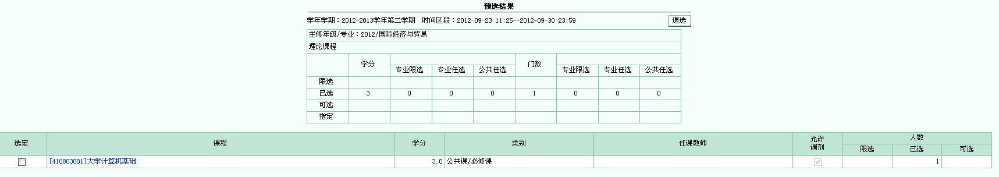 预选结果
学年学期：2012-2013学年第二学期 时间区段：2012-09-23 11:25--2012-09-30 23:59 退选
主修年级/专业：2012/国际经济与贸易
理论课程
学分 门数
专业限选 专业任选 公共任选 专业限选 专业任选 公共任选
限选
已选 3 0 0 0 1 0 0 0
可选
指定
选定 课程 学分 类别 任课教师 允许调剂 人数
限选 已选 可选
[410803001]大学计算机基础 3.0 公共课/必修课 1